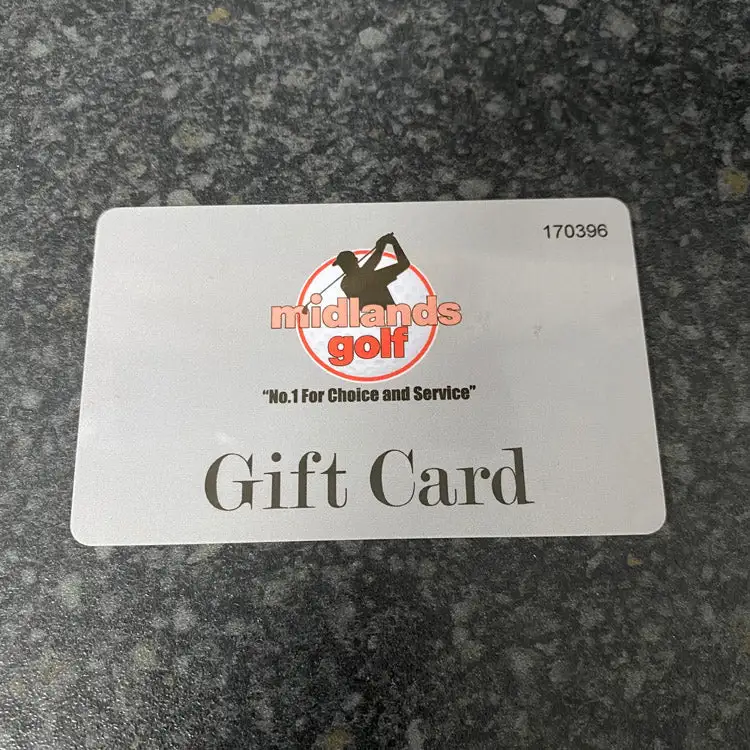 170396
midlands
golf
“No.1 For Choice and Service”
Gift Card